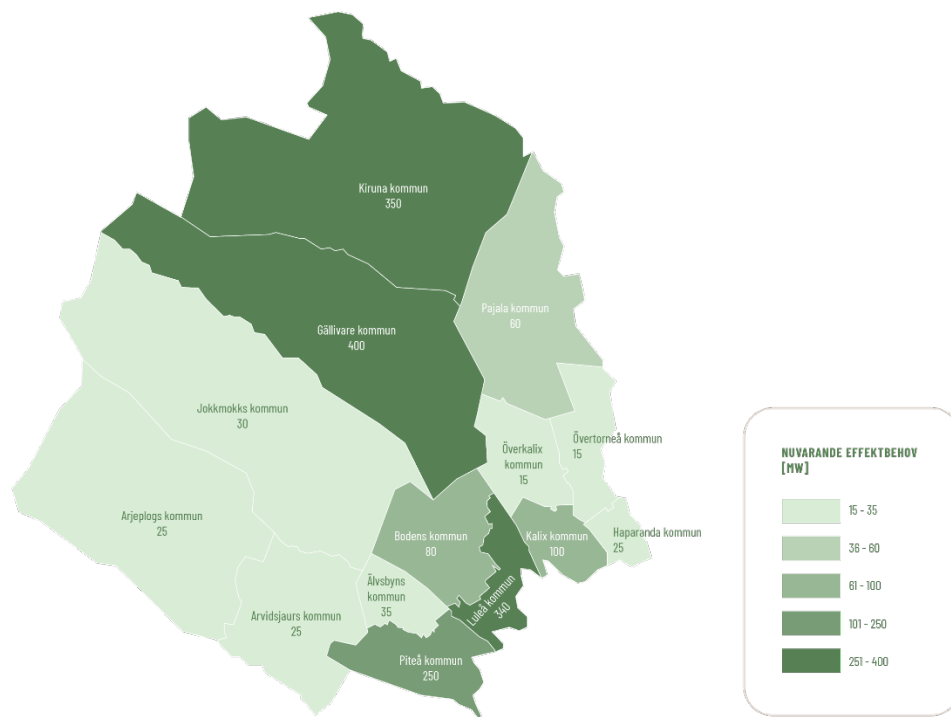 Kiruna kommun
350
Pajala kommun
60
Gällivare kommun
400
Jokkmokks kommun
30
Övertorneå kommun
15
Överkalix
kommun
15
Arjeplogs kommun
25
Bodens kommun
80
Kalix kommun
100
Haparanda kommun
25
Älvsbyns
kommun
35
Luleå kommun
340
Arvidsjaurs kommun
25
Piteå kommun
250
NUVARANDE EFFEKTBEHOV
[MW]
15 - 35
36 - 60
61 - 100
101 - 250
251 - 400